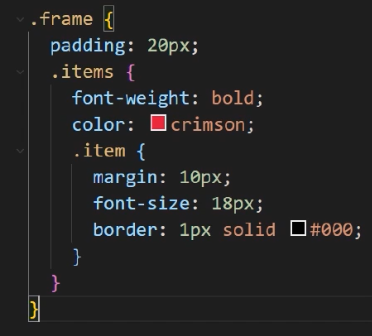 .frame {
  padding: 20px;
  .items {
    font-weight: bold;
    color: crimson;
    .item {
      margin: 10px;
      font-size: 18px;
      border: 1px solid #000;
    }
  }
}